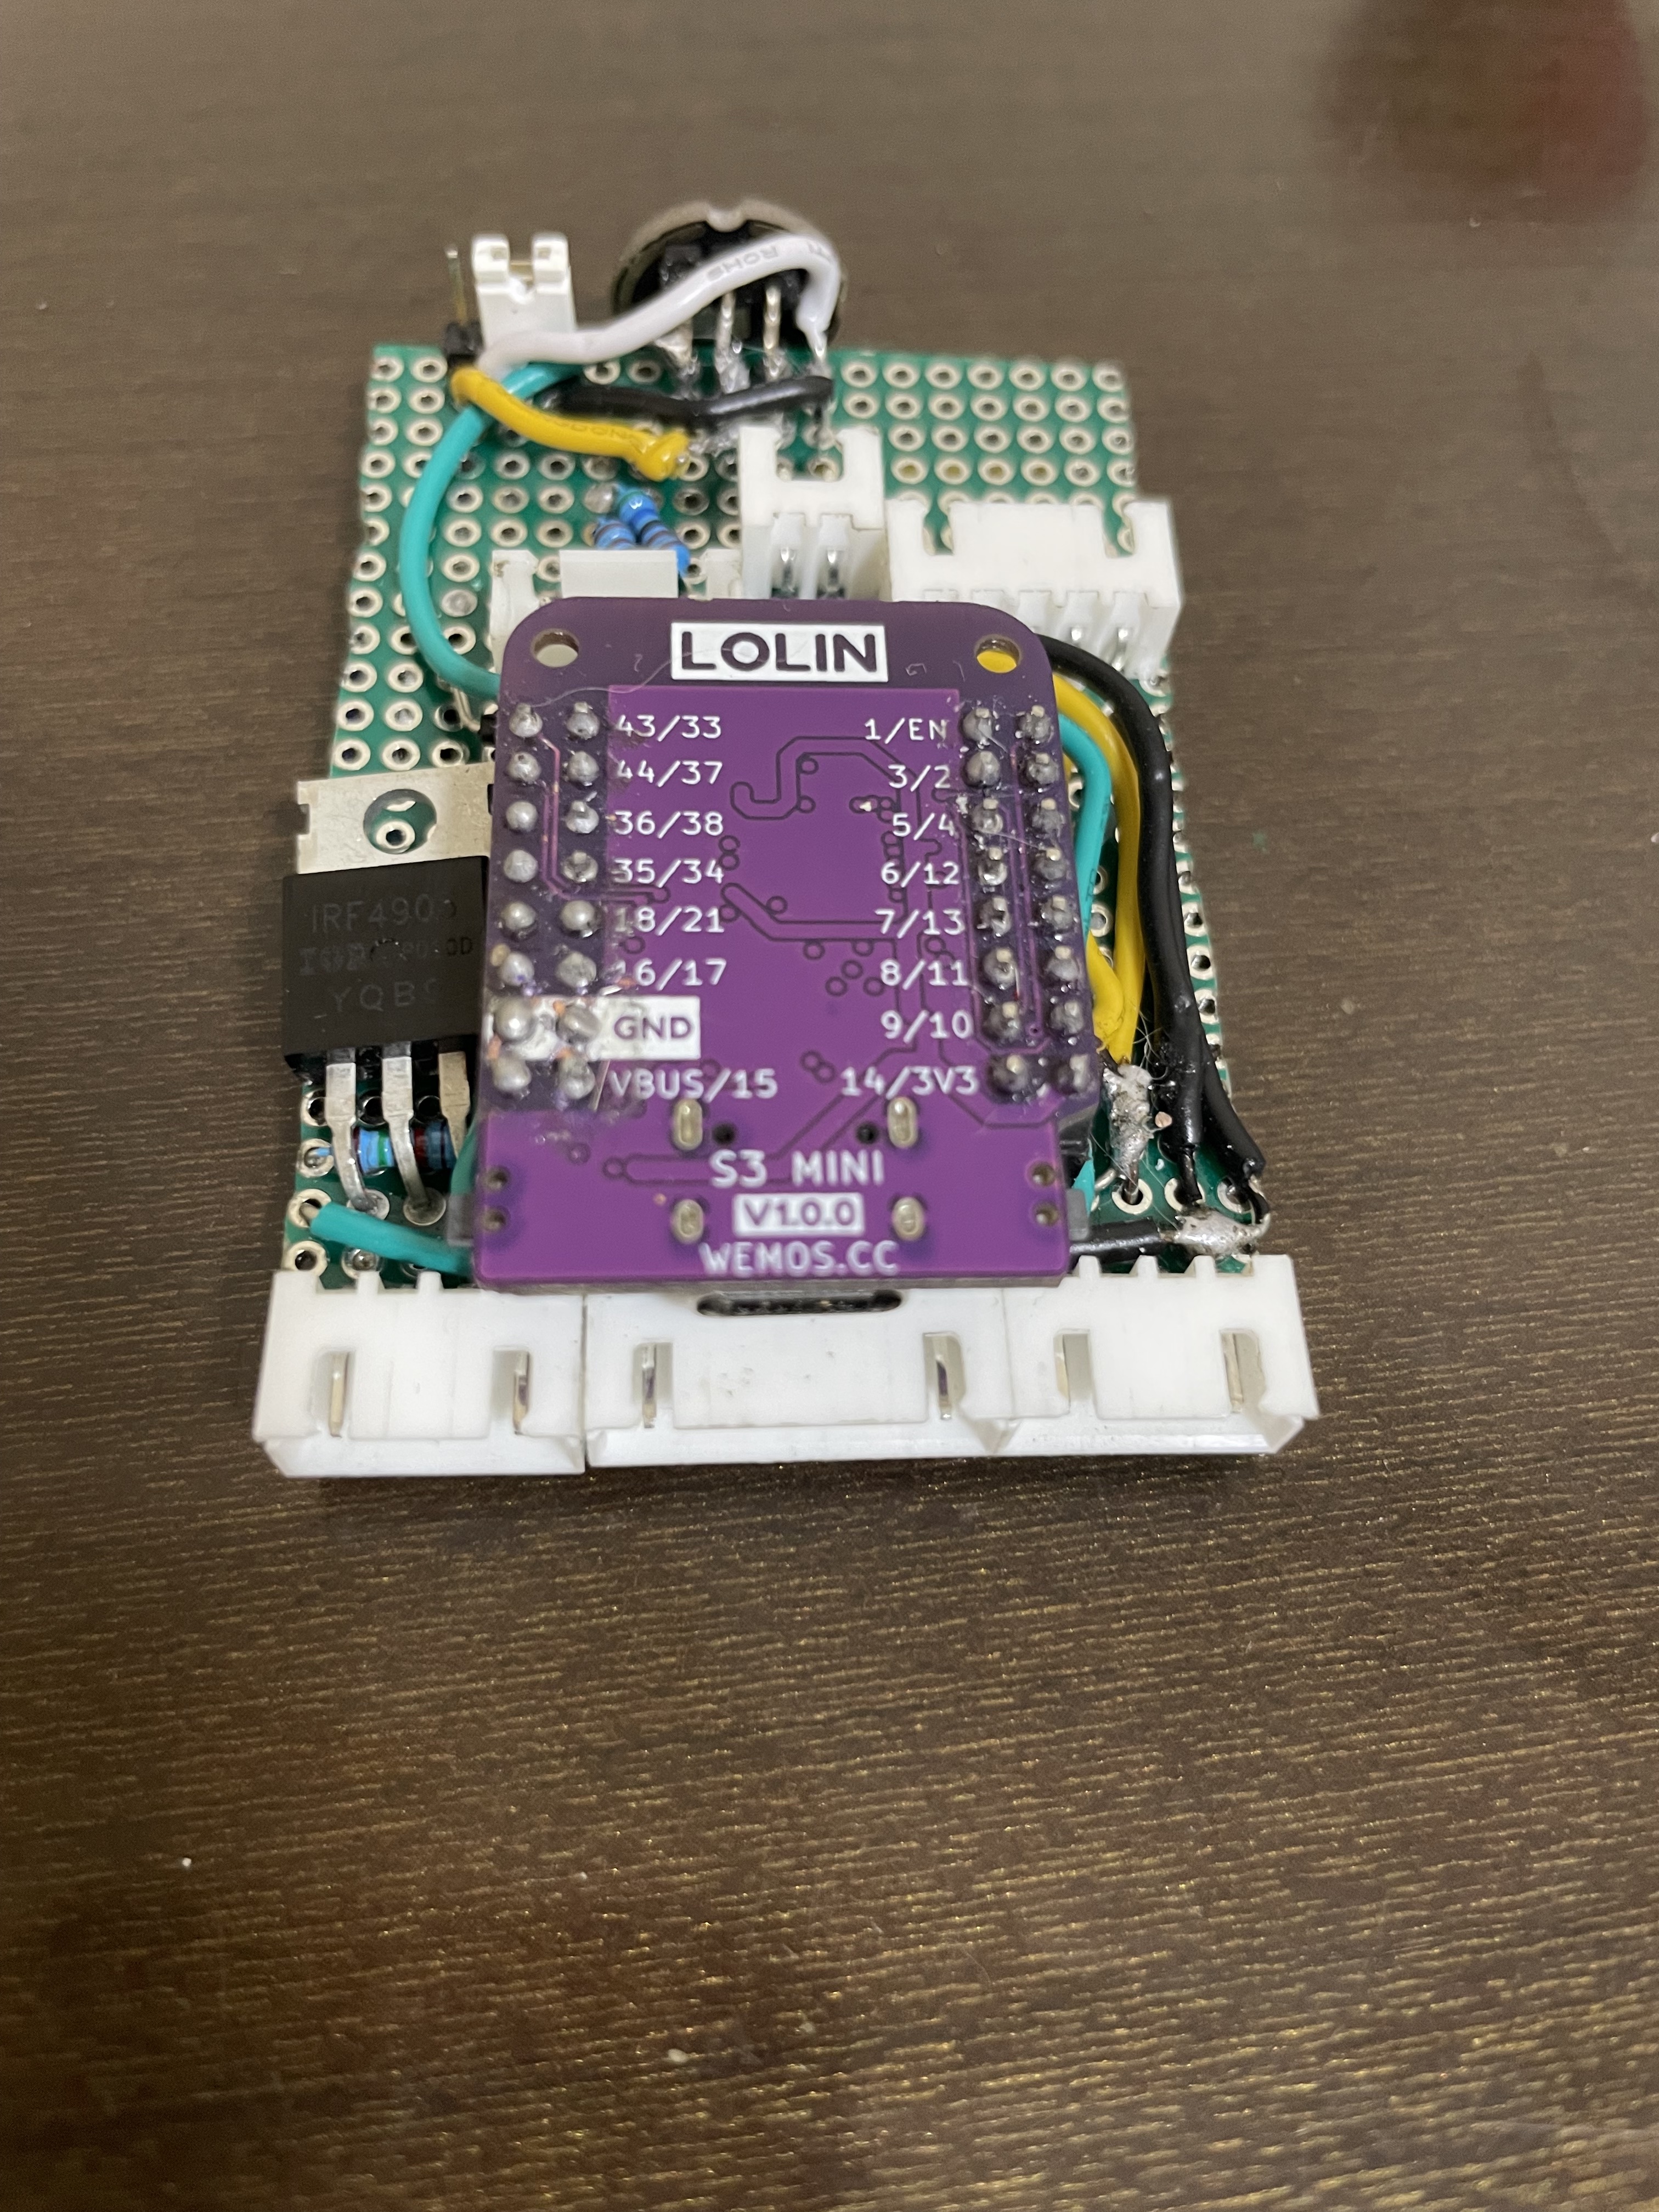 ROHS
LOLIN
43/33 1/EN
44/37 3/2
36/38 5/4
35/34 6/12
18/21 7/13
16/17 8/11
GND 9/10
VBUS/15 14/3V3
S3 MINI
V1.0.0
WEMOS.CC